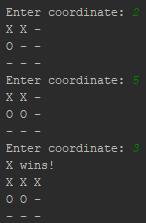 Enter coordinate: 2
X X -
O - -
- - -
Enter coordinate: 5
X X -
O O -
- - -
Enter coordinate: 3
X wins!
X X X
O O -
- - -